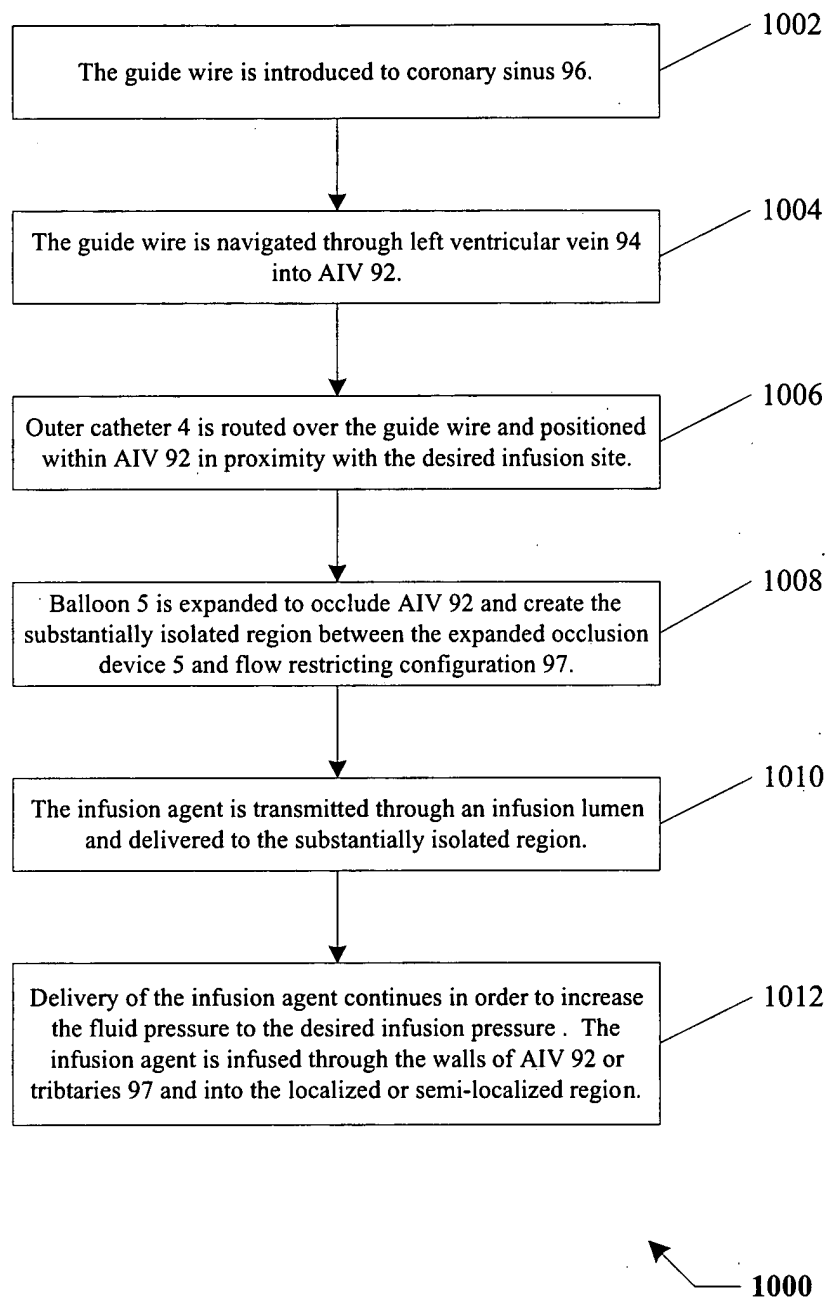 1002
The guide wire is introduced to coronary sinus 96.
1004
The guide wire is navigated through left ventricular vein 94
into AIV 92.
1006
Outer catheter 4 is routed over the guide wire and positioned
within AIV 92 in proximity with the desired infusion site.
1008
Balloon 5 is expanded to occlude AIV 92 and create the
substantially isolated region between the expanded occlusion
device 5 and flow restricting configuration 97.
1010
The infusion agent is transmitted through an infusion lumen
and delivered to the substantially isolated region.
1012
Delivery of the infusion agent continues in order to increase
the fluid pressure to the desired infusion pressure . The
infusion agent is infused through the walls of AIV 92 or
tribtaries 97 and into the localized or semi-localized region.
1000